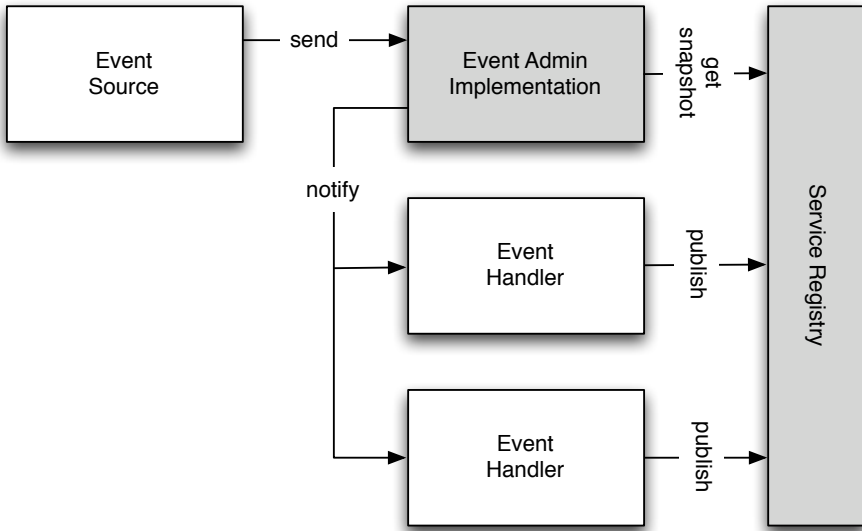 Event
Source
send
Event Admin
Implementation
get
snapshot
notify
Event
Handler
publish
Event
Handler
publish
Service Registry